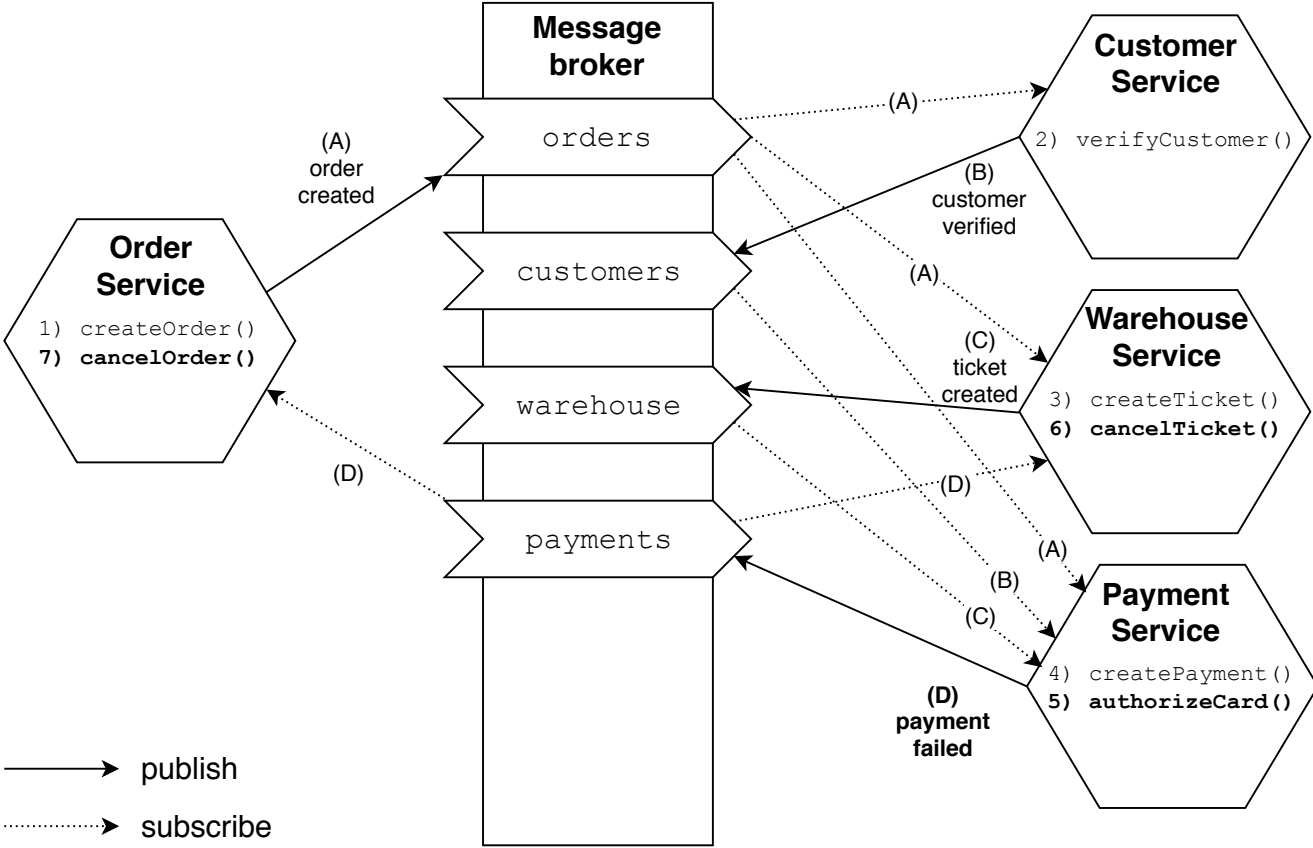 Message
broker
orders
customers
warehouse
payments
(A)
order
created
Order
Service
1) createOrder()
7) cancelOrder()
(D)
(A)
(B)
customer
verified
(A)
(C)
ticket
created
(D)
(A)
(B)
(C)
(D)
payment
failed
Customer
Service
2) verifyCustomer()
Warehouse
Service
3) createTicket()
6) cancelTicket()
Payment
Service
4) createPayment()
5) authorizeCard()
publish
subscribe